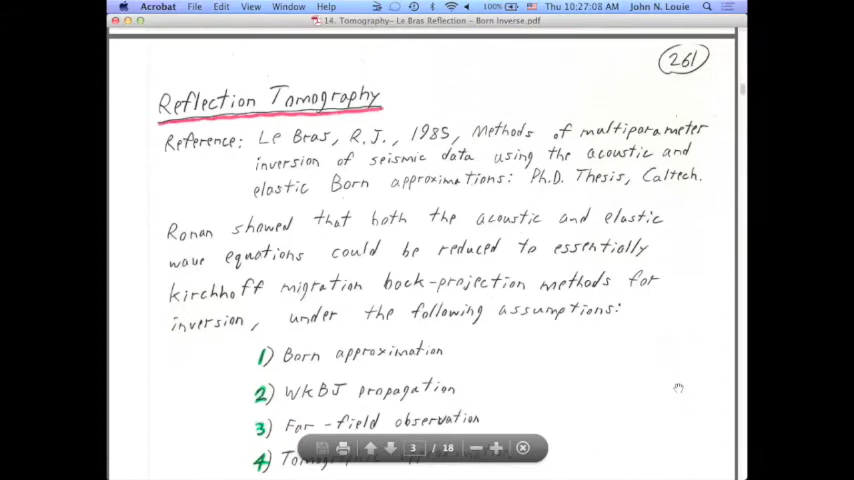 Acrobat File Edit View Window Help 100% Thu 10:27:08 AM John N. Louie
14. Tomography– Le Bras Reflection - Born Inverse.pdf
261
Reflection Tomography
Reference: Le Bras, R.J., 1985, Methods of multiparameter
inversion of seismic data using the acoustic and
elastic Born approximations: Ph.D. Thesis, Caltech.
Ronan showed that both the acoustic and elastic
wave equations could be reduced to essentially
Kirchhoff migration back-projection methods for
inversion, under the following assumptions:
1) Born approximation
2) WKBJ propagation
3) Far-field observation
3 / 18
4)